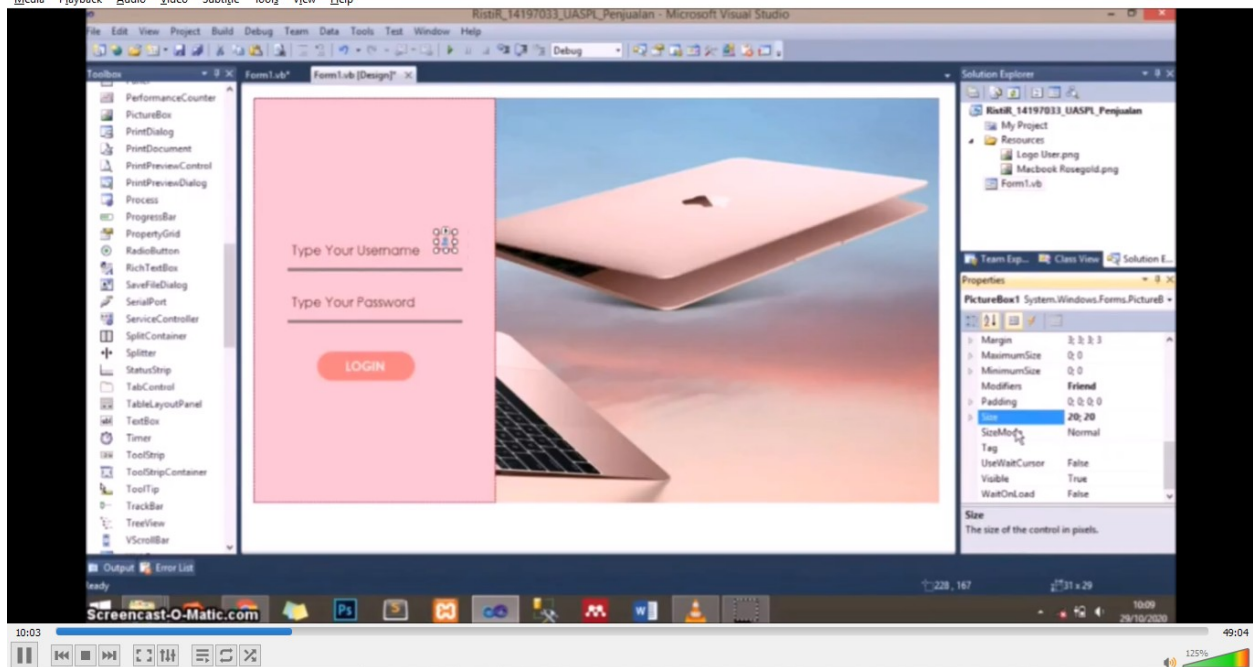 Media Playback Audio Video Subtitle Tools View Help
RistiR_14197033_UASPL_Penjualan - Microsoft Visual Studio
File Edit View Project Build Debug Team Data Tools Test Window Help
Debug
Toolbox
PerformanceCounter
PictureBox
PrintDialog
PrintDocument
PrintPreviewControl
PrintPreviewDialog
Process
ProgressBar
PropertyGrid
RadioButton
RichTextBox
SaveFileDialog
SerialPort
ServiceController
SplitContainer
Splitter
StatusStrip
TabControl
TableLayoutPanel
TextBox
Timer
ToolStrip
ToolStripContainer
ToolTip
TrackBar
TreeView
VScrollBar
Form1.vb* Form1.vb [Design]*
Type Your Username
Type Your Password
LOGIN
Solution Explorer
RistiR_14197033_UASPL_Penjualan
My Project
Resources
Logo User.png
Macbook Rosegold.png
Form1.vb
Team Exp... Class View Solution E...
Properties
PictureBox1 System.Windows.Forms.PictureB
Margin 3; 3; 3; 3
MaximumSize 0; 0
MinimumSize 0; 0
Modifiers Friend
Padding 0; 0; 0; 0
Size 20; 20
SizeMode Normal
Tag
UseWaitCursor False
Visible True
WaitOnLoad False
Size
The size of the control in pixels.
Output Error List
Ready
228, 167 31 x 29
Screencast-O-Matic.com
Ps
W
10:09
29/10/2020
10:03 49:04
125%